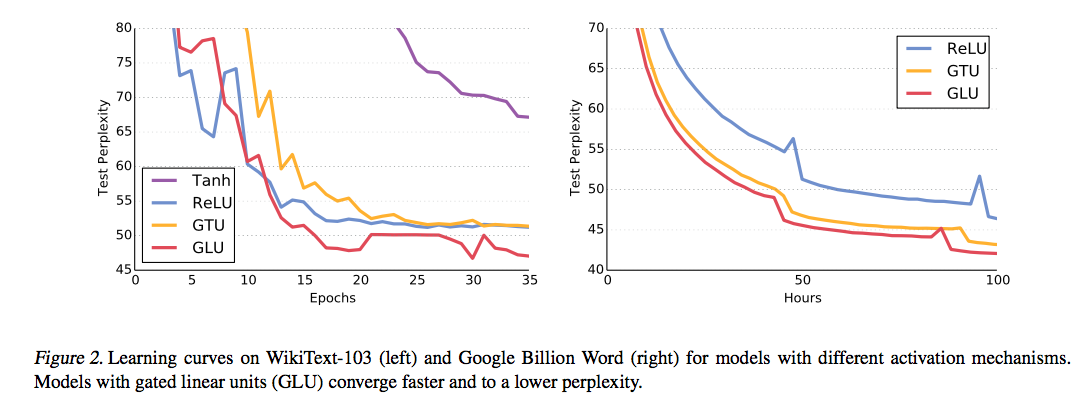 80
75
70
65
60
55
50
45
Test Perplexity
Tanh
ReLU
GTU
GLU
0 5 10 15 20 25 30 35
Epochs
70
65
60
55
50
45
40
Test Perplexity
ReLU
GTU
GLU
0 50 100
Hours
Figure 2. Learning curves on WikiText-103 (left) and Google Billion Word (right) for models with different activation mechanisms.
Models with gated linear units (GLU) converge faster and to a lower perplexity.